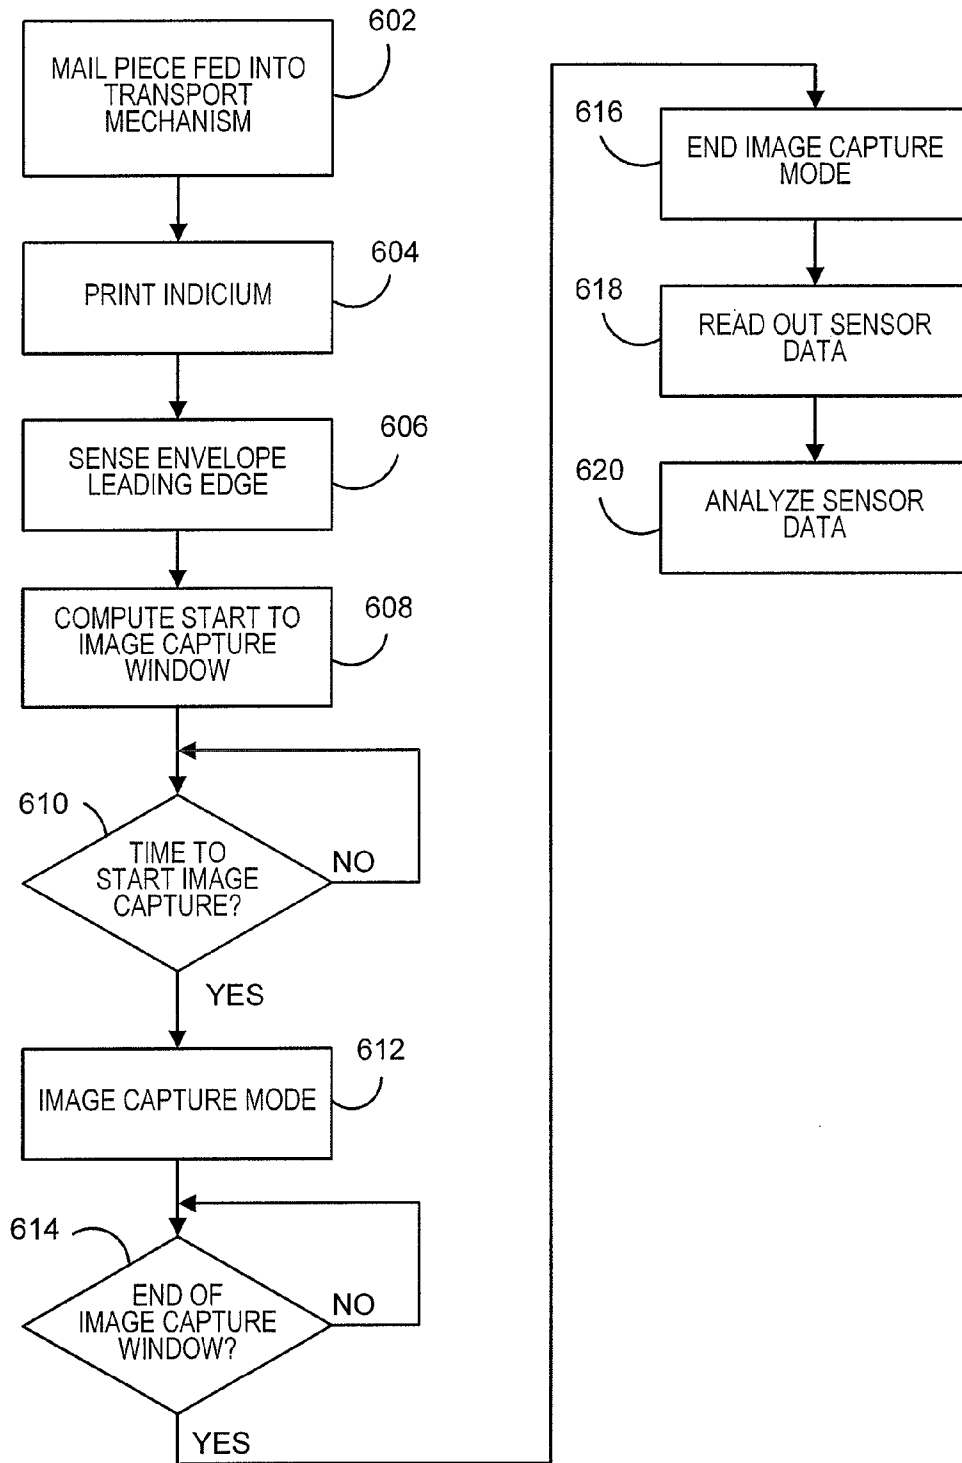 602
MAIL PIECE FED INTO
TRANSPORT
MECHANISM
604
PRINT INDICIUM
606
SENSE ENVELOPE
LEADING EDGE
608
COMPUTE START TO
IMAGE CAPTURE
WINDOW
610
TIME TO
START IMAGE
CAPTURE?
NO
YES
612
IMAGE CAPTURE MODE
614
END OF
IMAGE CAPTURE
WINDOW?
NO
YES
616
END IMAGE CAPTURE
MODE
618
READ OUT SENSOR
DATA
620
ANALYZE SENSOR
DATA